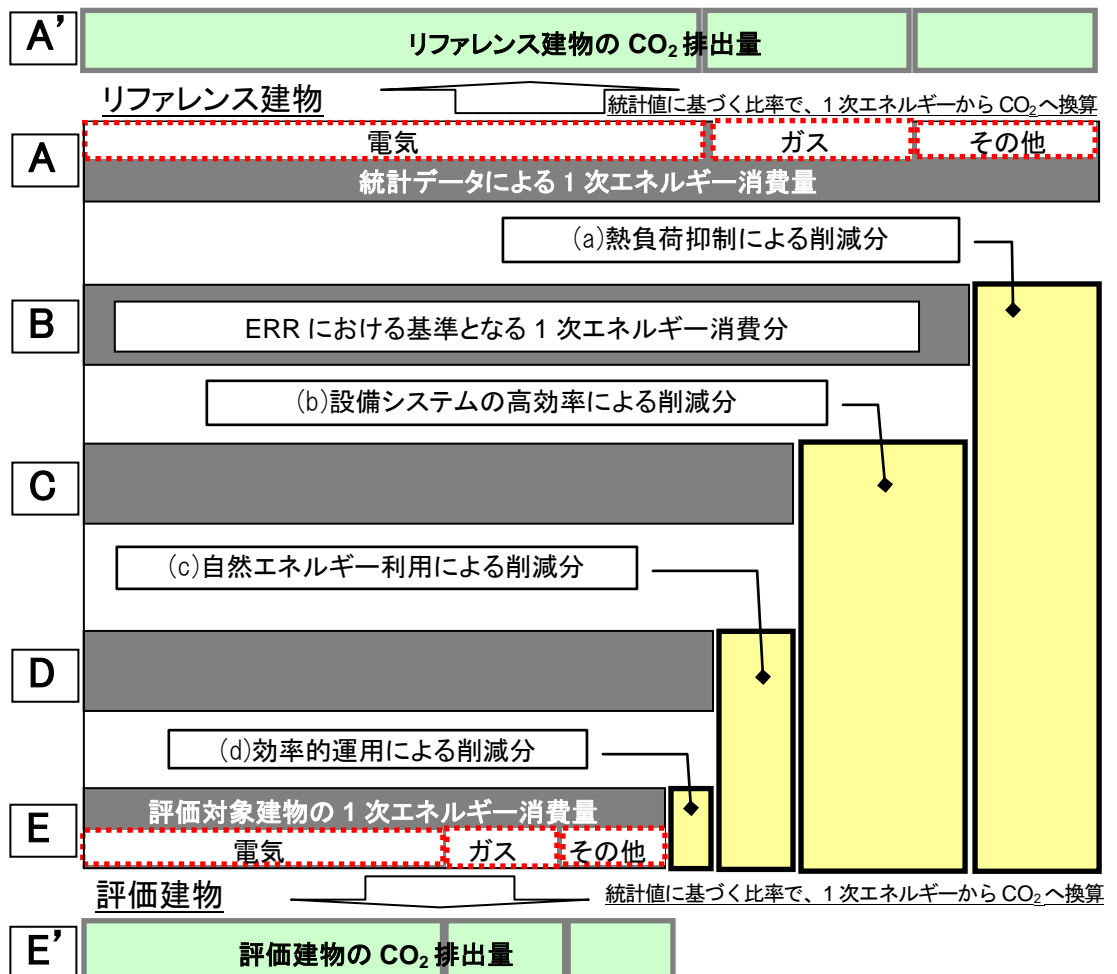 A’
リファレンス建物の CO₂ 排出量
リファレンス建物
統計値に基づく比率で、1次エネルギーから CO₂ へ換算
A
電気
ガス
その他
統計データによる 1 次エネルギー消費量
(a)熱負荷抑制による削減分
B
ERR における基準となる 1 次エネルギー消費分
(b)設備システムの高効率による削減分
C
(c)自然エネルギー利用による削減分
D
(d)効率的運用による削減分
E
評価対象建物の 1 次エネルギー消費量
電気
ガス
その他
評価建物
統計値に基づく比率で、1次エネルギーから CO₂ へ換算
E’
評価建物の CO₂ 排出量